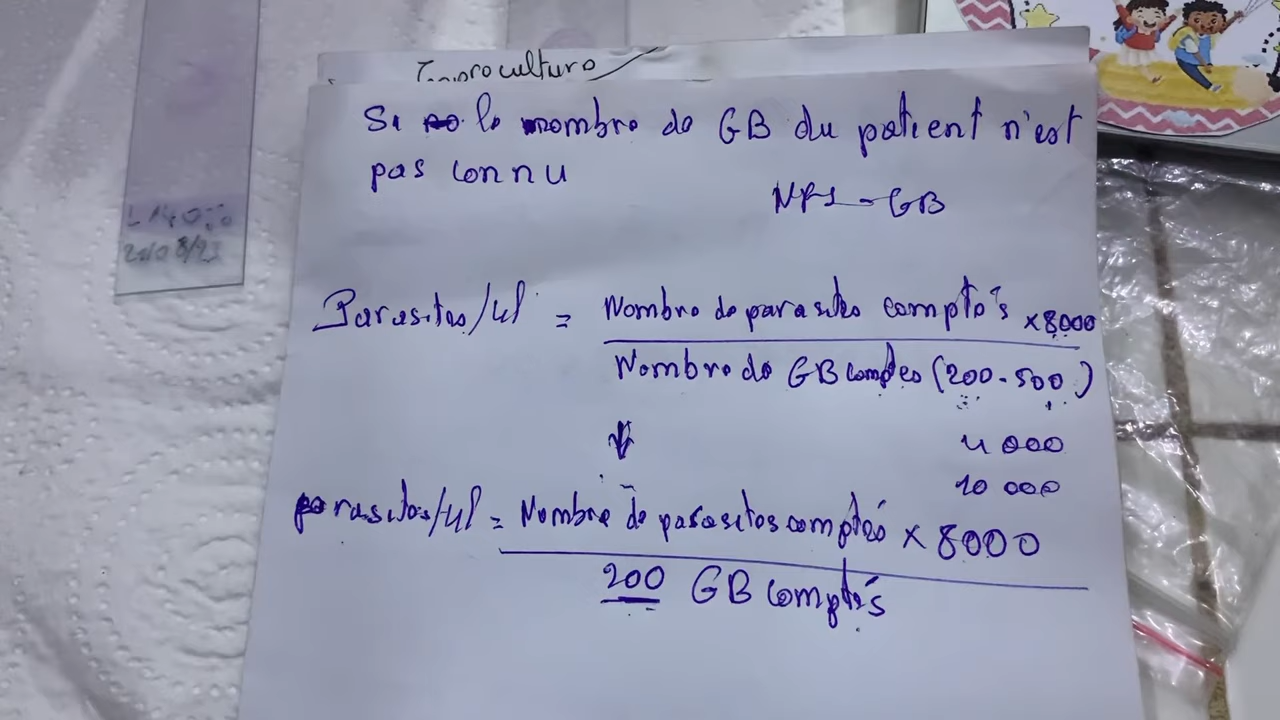 Coproculture
Si le nombre de GB du patient n'est
pas connu
NFS - GB
Parasites/ul = Nombre de parasites comptés x8000
Nombre de GB comptes (200-500)
4 000
10 000
parasites/ul = Nombre de parasites comptés x 8000
200 GB comptés